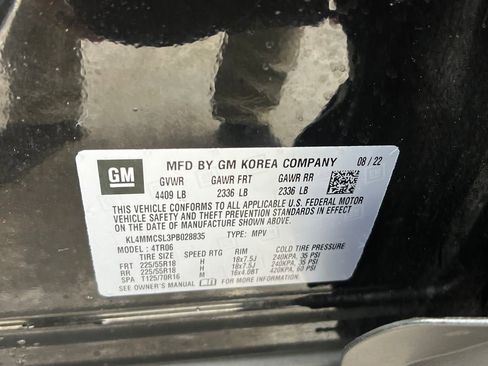 GM
MFD BY GM KOREA COMPANY 08/22
GVWR GAWR FRT GAWR RR
4409 LB 2336 LB 2336 LB
THIS VEHICLE CONFORMS TO ALL APPLICABLE U.S. FEDERAL MOTOR
VEHICLE SAFETY AND THEFT PREVENTION STANDARDS IN EFFECT
ON THE DATE OF MANUFACTURE SHOWN ABOVE.
KL4MMCSL3PB028835 TYPE: MPV
MODEL: 4TR06
TIRE SIZE SPEED RTG RIM COLD TIRE PRESSURE
FRT 225/55R18 H 18x7.5J 240KPA, 35 PSI
RR 225/55R18 H 18x7.5J 240KPA, 35 PSI
SPA T125/70R16 M 16x4.0BT 420KPA, 60 PSI
SEE OWNER'S MANUAL FOR MORE INFORMATION.